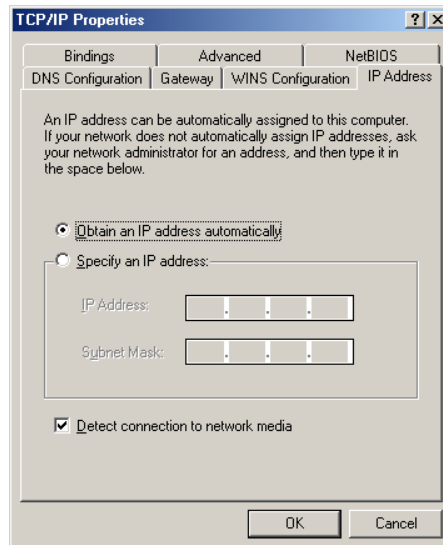 TCP/IP Properties
Bindings Advanced NetBIOS
DNS Configuration Gateway WINS Configuration IP Address
An IP address can be automatically assigned to this computer.
If your network does not automatically assign IP addresses, ask
your network administrator for an address, and then type it in
the space below.
Obtain an IP address automatically
Specify an IP address:
IP Address:
. . .
Subnet Mask:
. . .
Detect connection to network media
OK Cancel